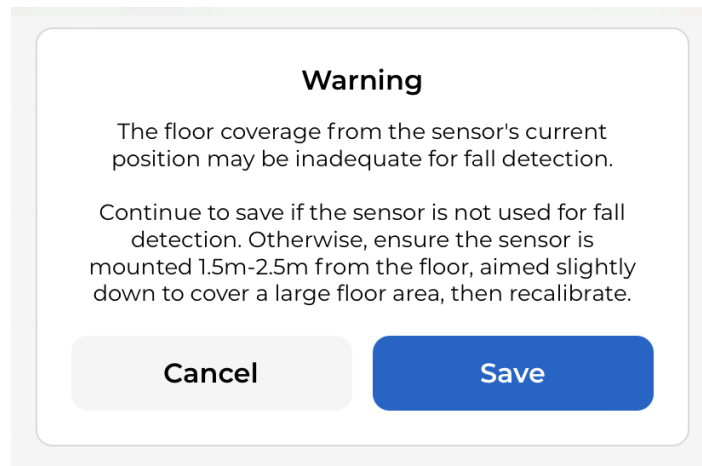 Warning
The floor coverage from the sensor's current
position may be inadequate for fall detection.
Continue to save if the sensor is not used for fall
detection. Otherwise, ensure the sensor is
mounted 1.5m-2.5m from the floor, aimed slightly
down to cover a large floor area, then recalibrate.
Cancel
Save